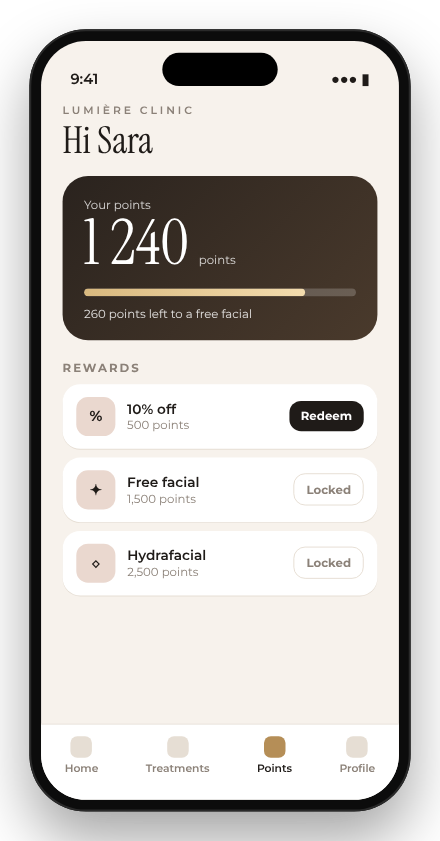 9:41
LUMIÈRE CLINIC
Hi Sara
Your points
1 240 points
260 points left to a free facial
REWARDS
%
10% off
500 points
Redeem
Free facial
1,500 points
Locked
Hydrafacial
2,500 points
Locked
Home Treatments Points Profile